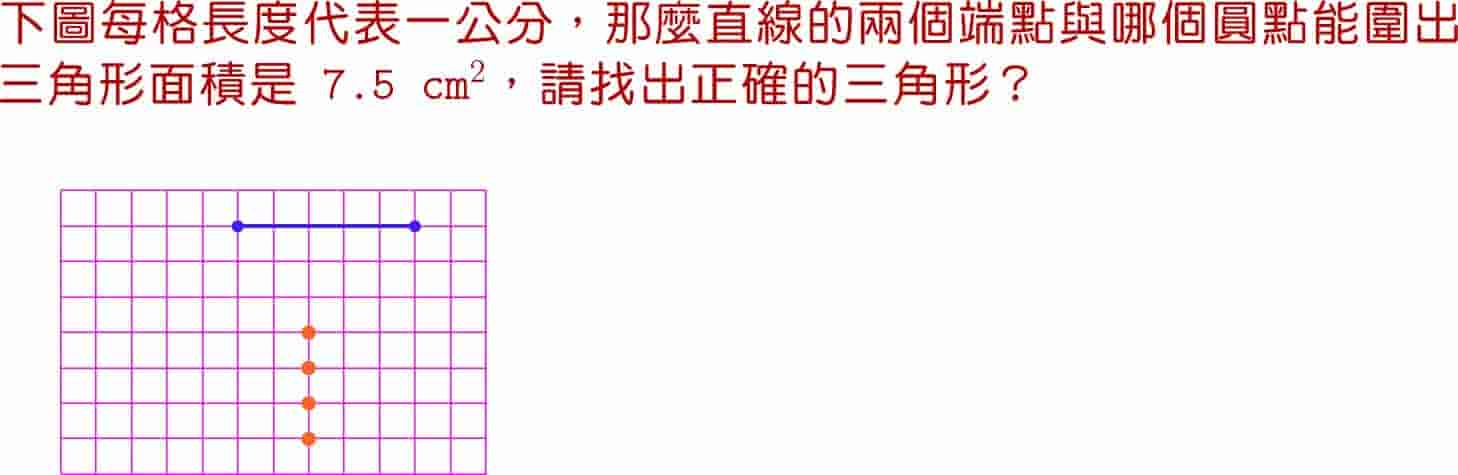 下圖每格長度代表一公分，那麼直線的兩個端點與哪個圓點能圍出
三角形面積是 7.5 cm²，請找出正確的三角形？